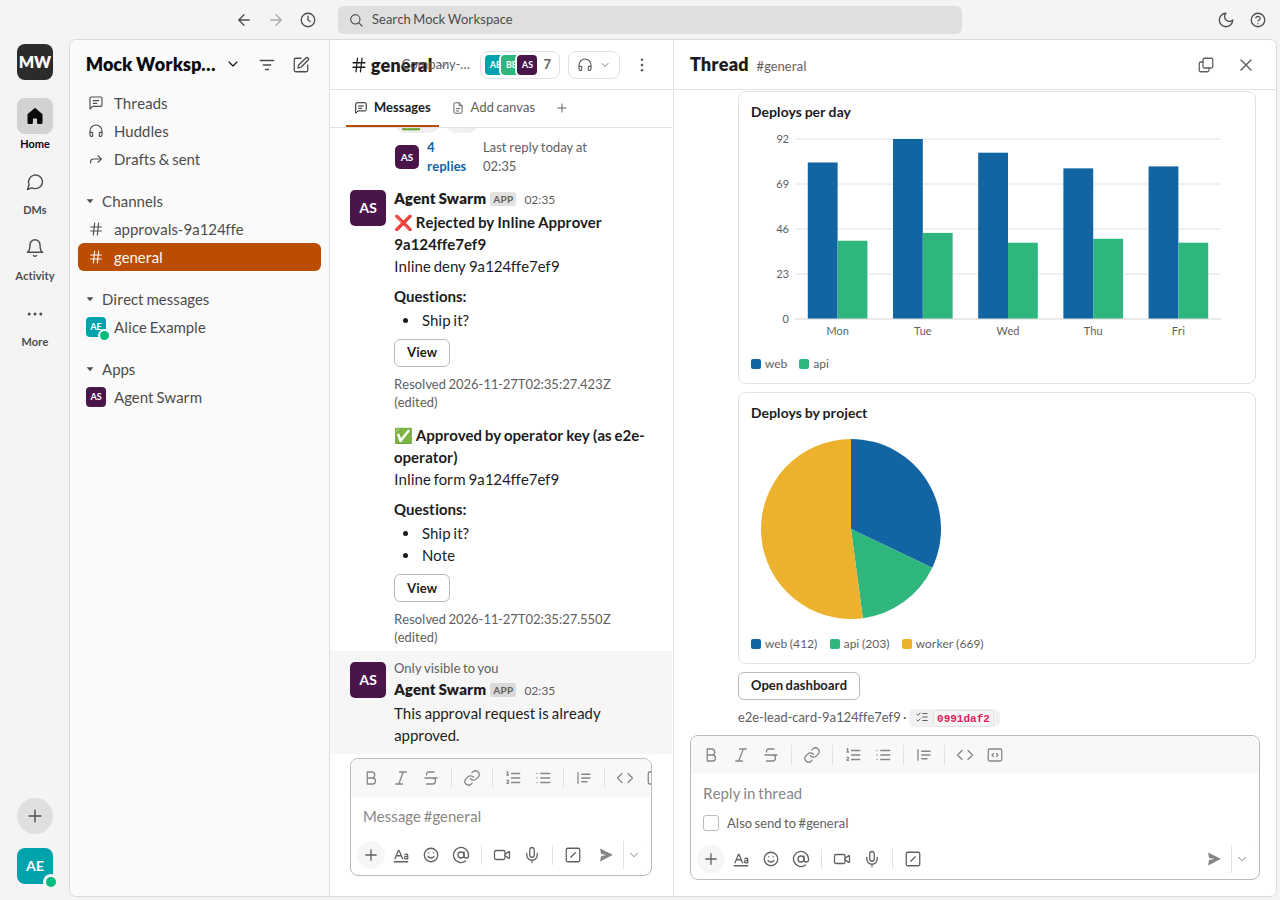 Search Mock Workspace
MW
Home
DMs
Activity
More
AE
Mock Worksp...
Threads
Huddles
Drafts & sent
Channels
approvals-9a124ffe
general
Direct messages
AE
Alice Example
Apps
AS
Agent Swarm
# general
AE
BE
AS
7
Messages
Add canvas
AS
4 replies
Last reply today at 02:35
AS
Agent Swarm APP 02:35
❌ Rejected by Inline Approver
9a124ffe7ef9
Inline deny 9a124ffe7ef9
Questions:
• Ship it?
View
Resolved 2026-11-27T02:35:27.423Z
(edited)
✅ Approved by operator key (as e2e-
operator)
Inline form 9a124ffe7ef9
Questions:
• Ship it?
• Note
View
Resolved 2026-11-27T02:35:27.550Z
(edited)
Only visible to you
AS
Agent Swarm APP 02:35
This approval request is already
approved.
Message #general
Aa
Thread #general
Deploys per day
92
69
46
23
0
Mon Tue Wed Thu Fri
web api
Deploys by project
web (412) api (203) worker (669)
Open dashboard
e2e-lead-card-9a124ffe7ef9 · 0991daf2
Reply in thread
Also send to #general
Aa